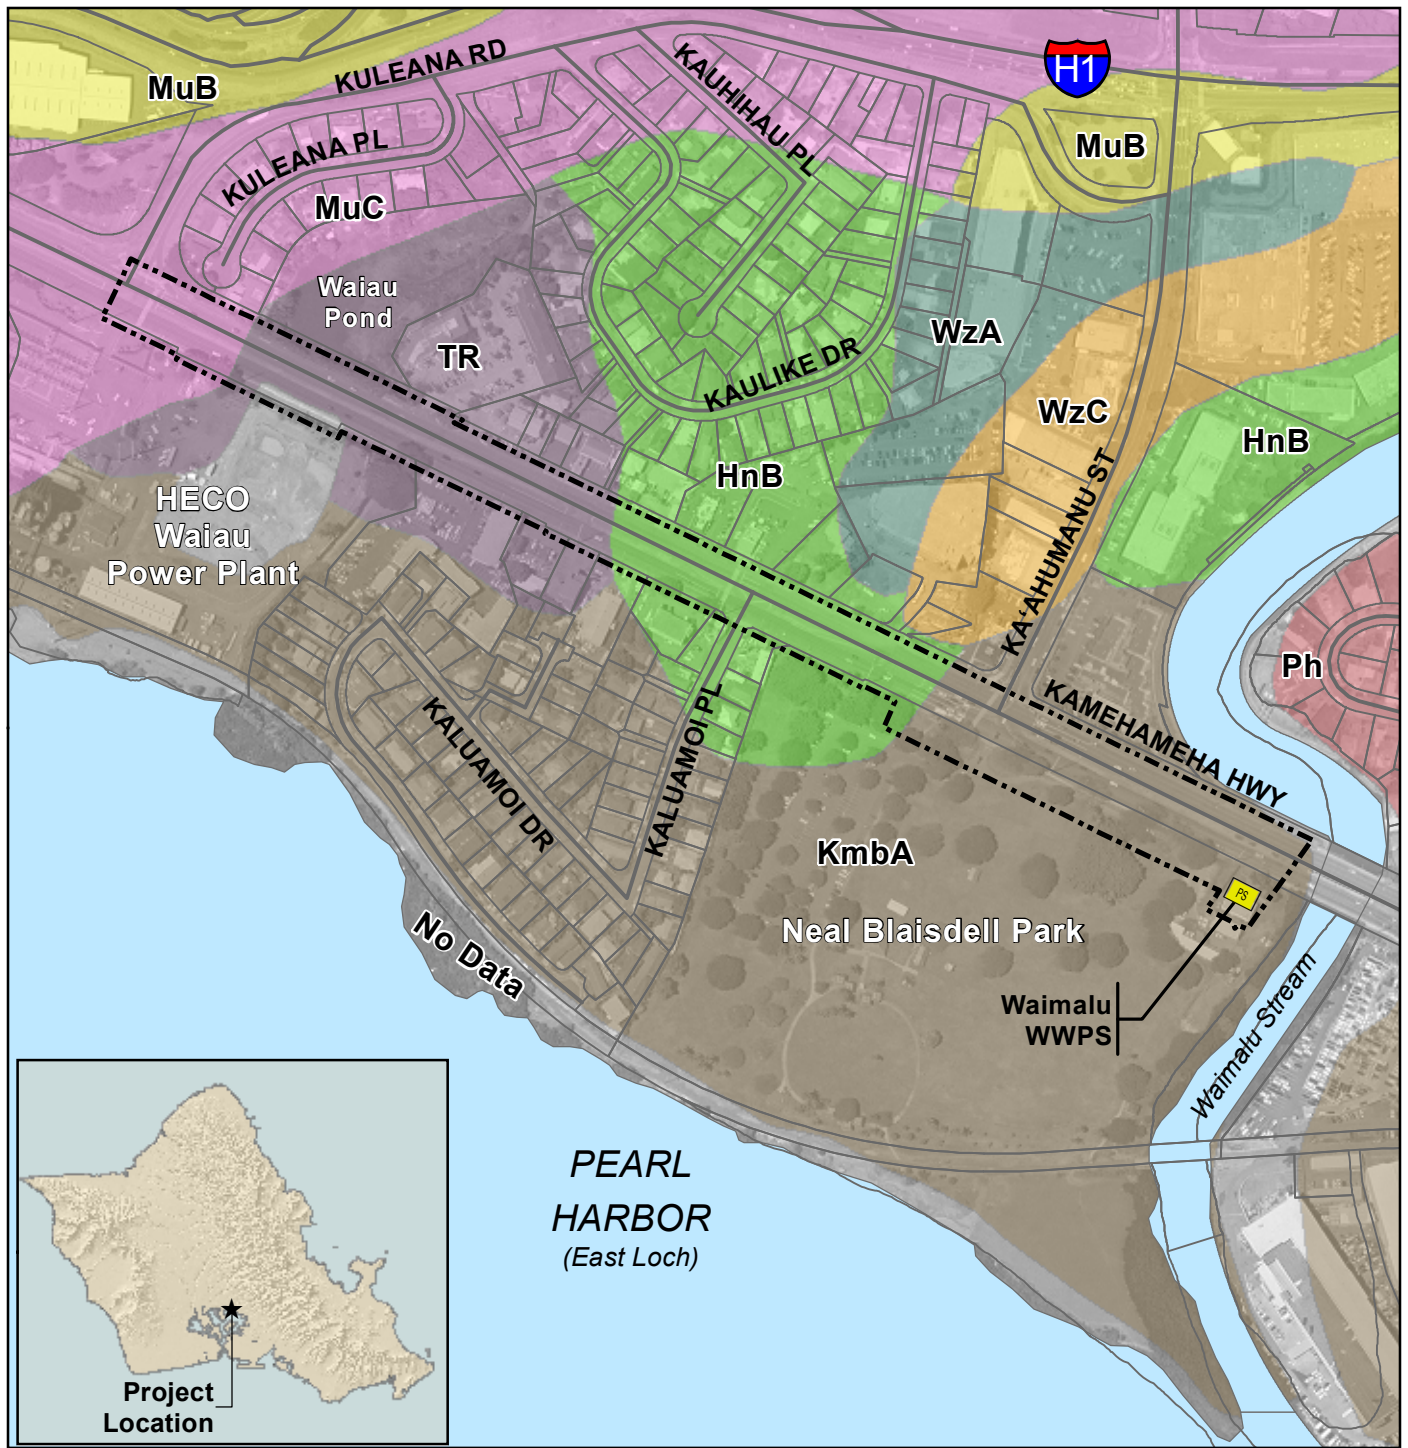 MuB
KULEANA RD
KAUHIHAU PL
H1
MuB
KULEANA PL
MuC
Waiau
Pond
TR
WzA
KAULIKE DR
WzC
HnB
HnB
HECO
Waiau
Power Plant
KAʻAHUMANU ST
Ph
KALUAMOI DR
KALUAMOI PL
KAMEHAMEHA HWY
KmbA
PS
Neal Blaisdell Park
No Data
Waimalu
WWPS
Waimalu Stream
PEARL
HARBOR
(East Loch)
Project
Location